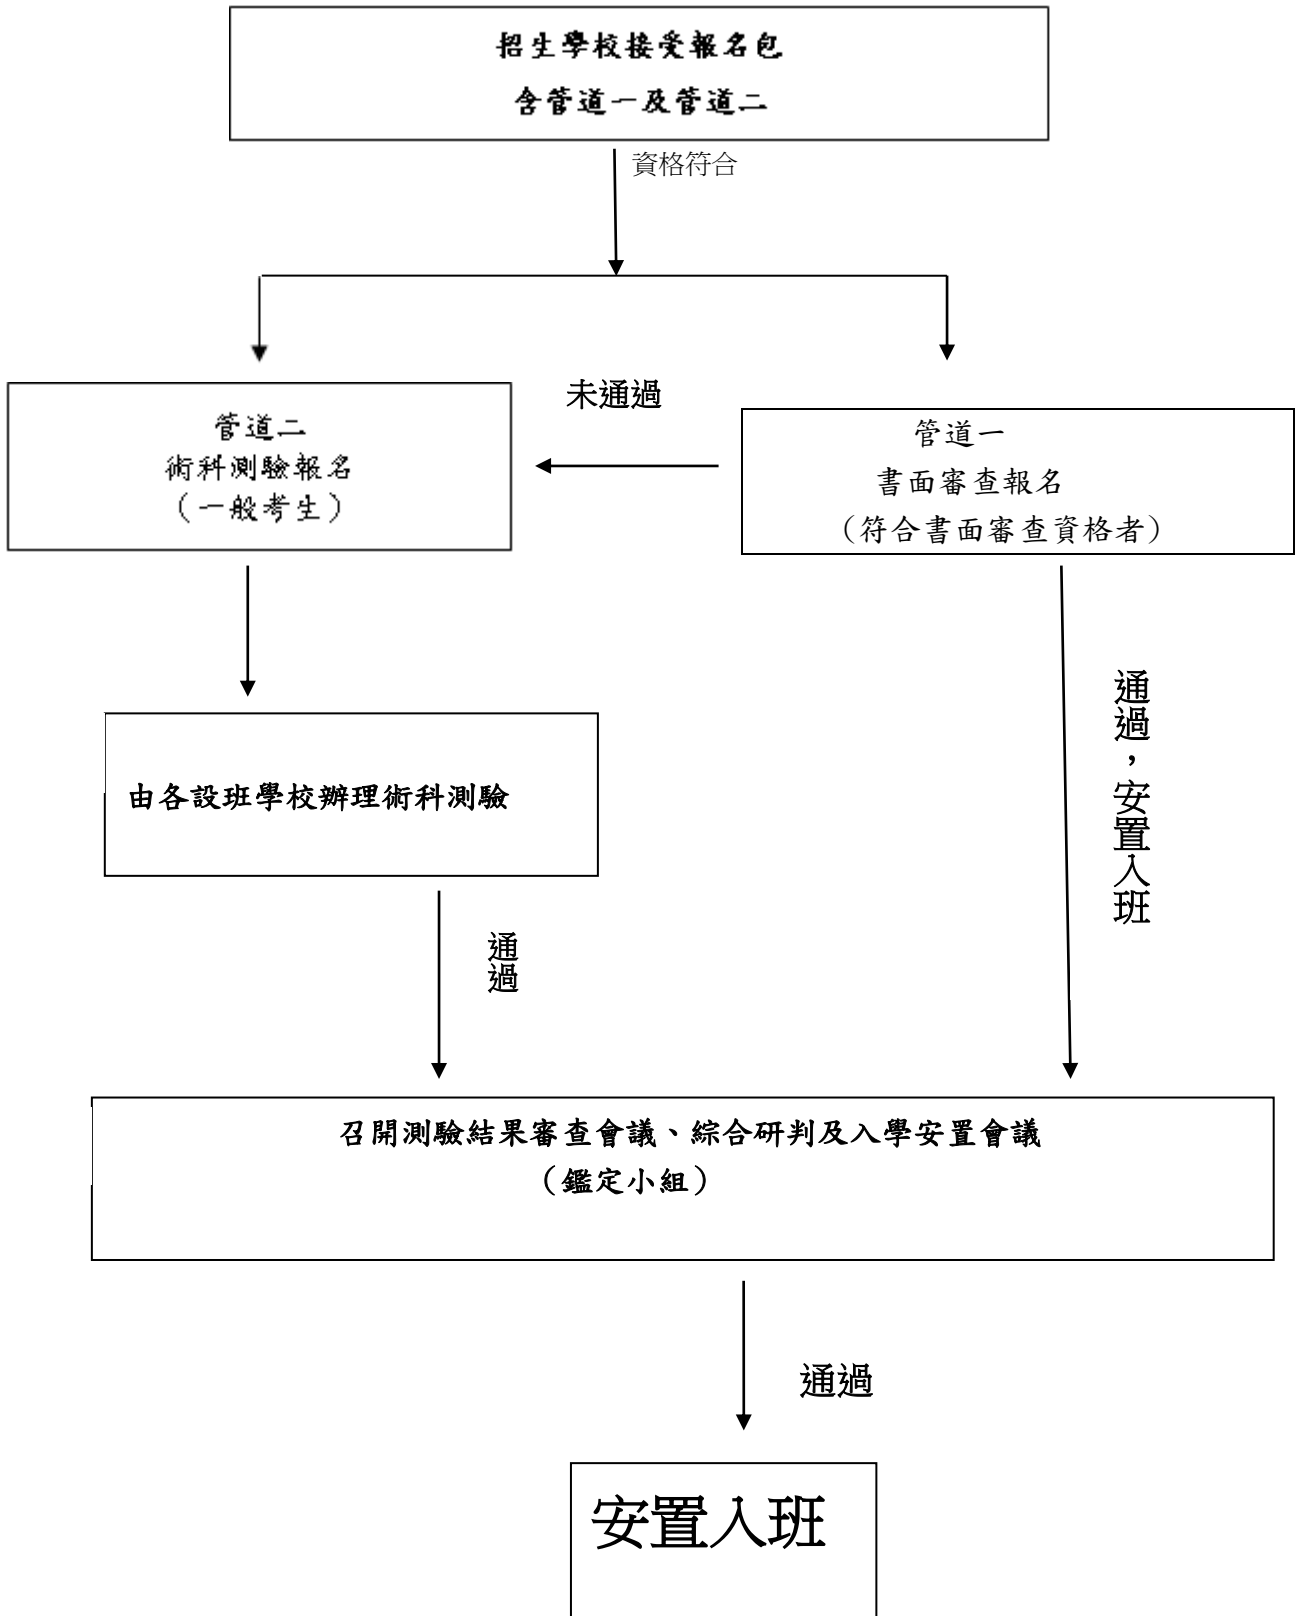 招生學校接受報名包
含管道一及管道二
資格符合
未通過
管道二
術科測驗報名
（一般考生）
管道一
書面審查報名
（符合書面審查資格者）
由各設班學校辦理術科測驗
通過，安置入班
通過
召開測驗結果審查會議、綜合研判及入學安置會議
（鑑定小組）
通過
安置入班